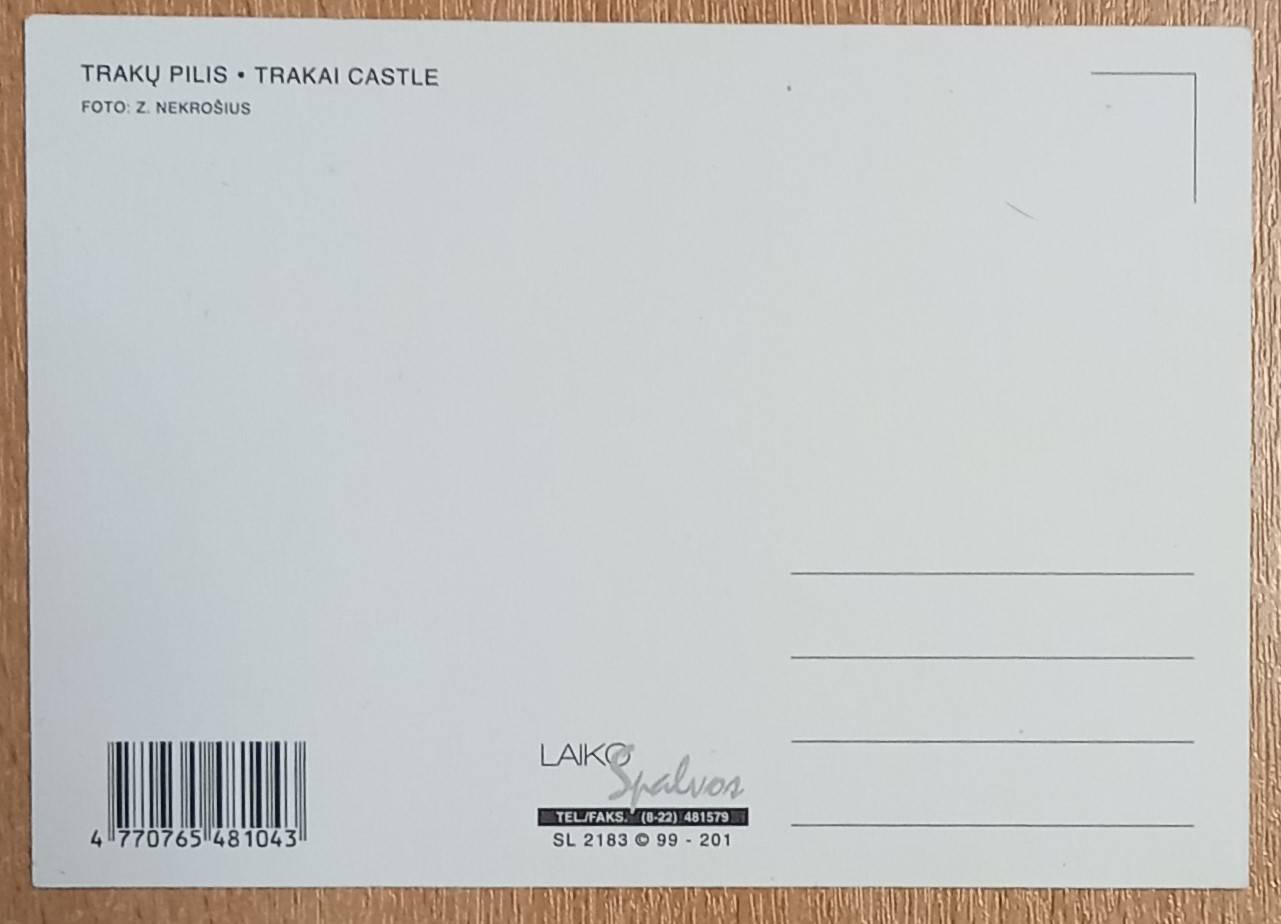 TRAKŲ PILIS • TRAKAI CASTLE
FOTO: Z. NEKROŠIUS
4 770765 481043
LAIKO
Spalvos
TEL./FAKS. (8-22) 481579
SL 2183 © 99 - 201